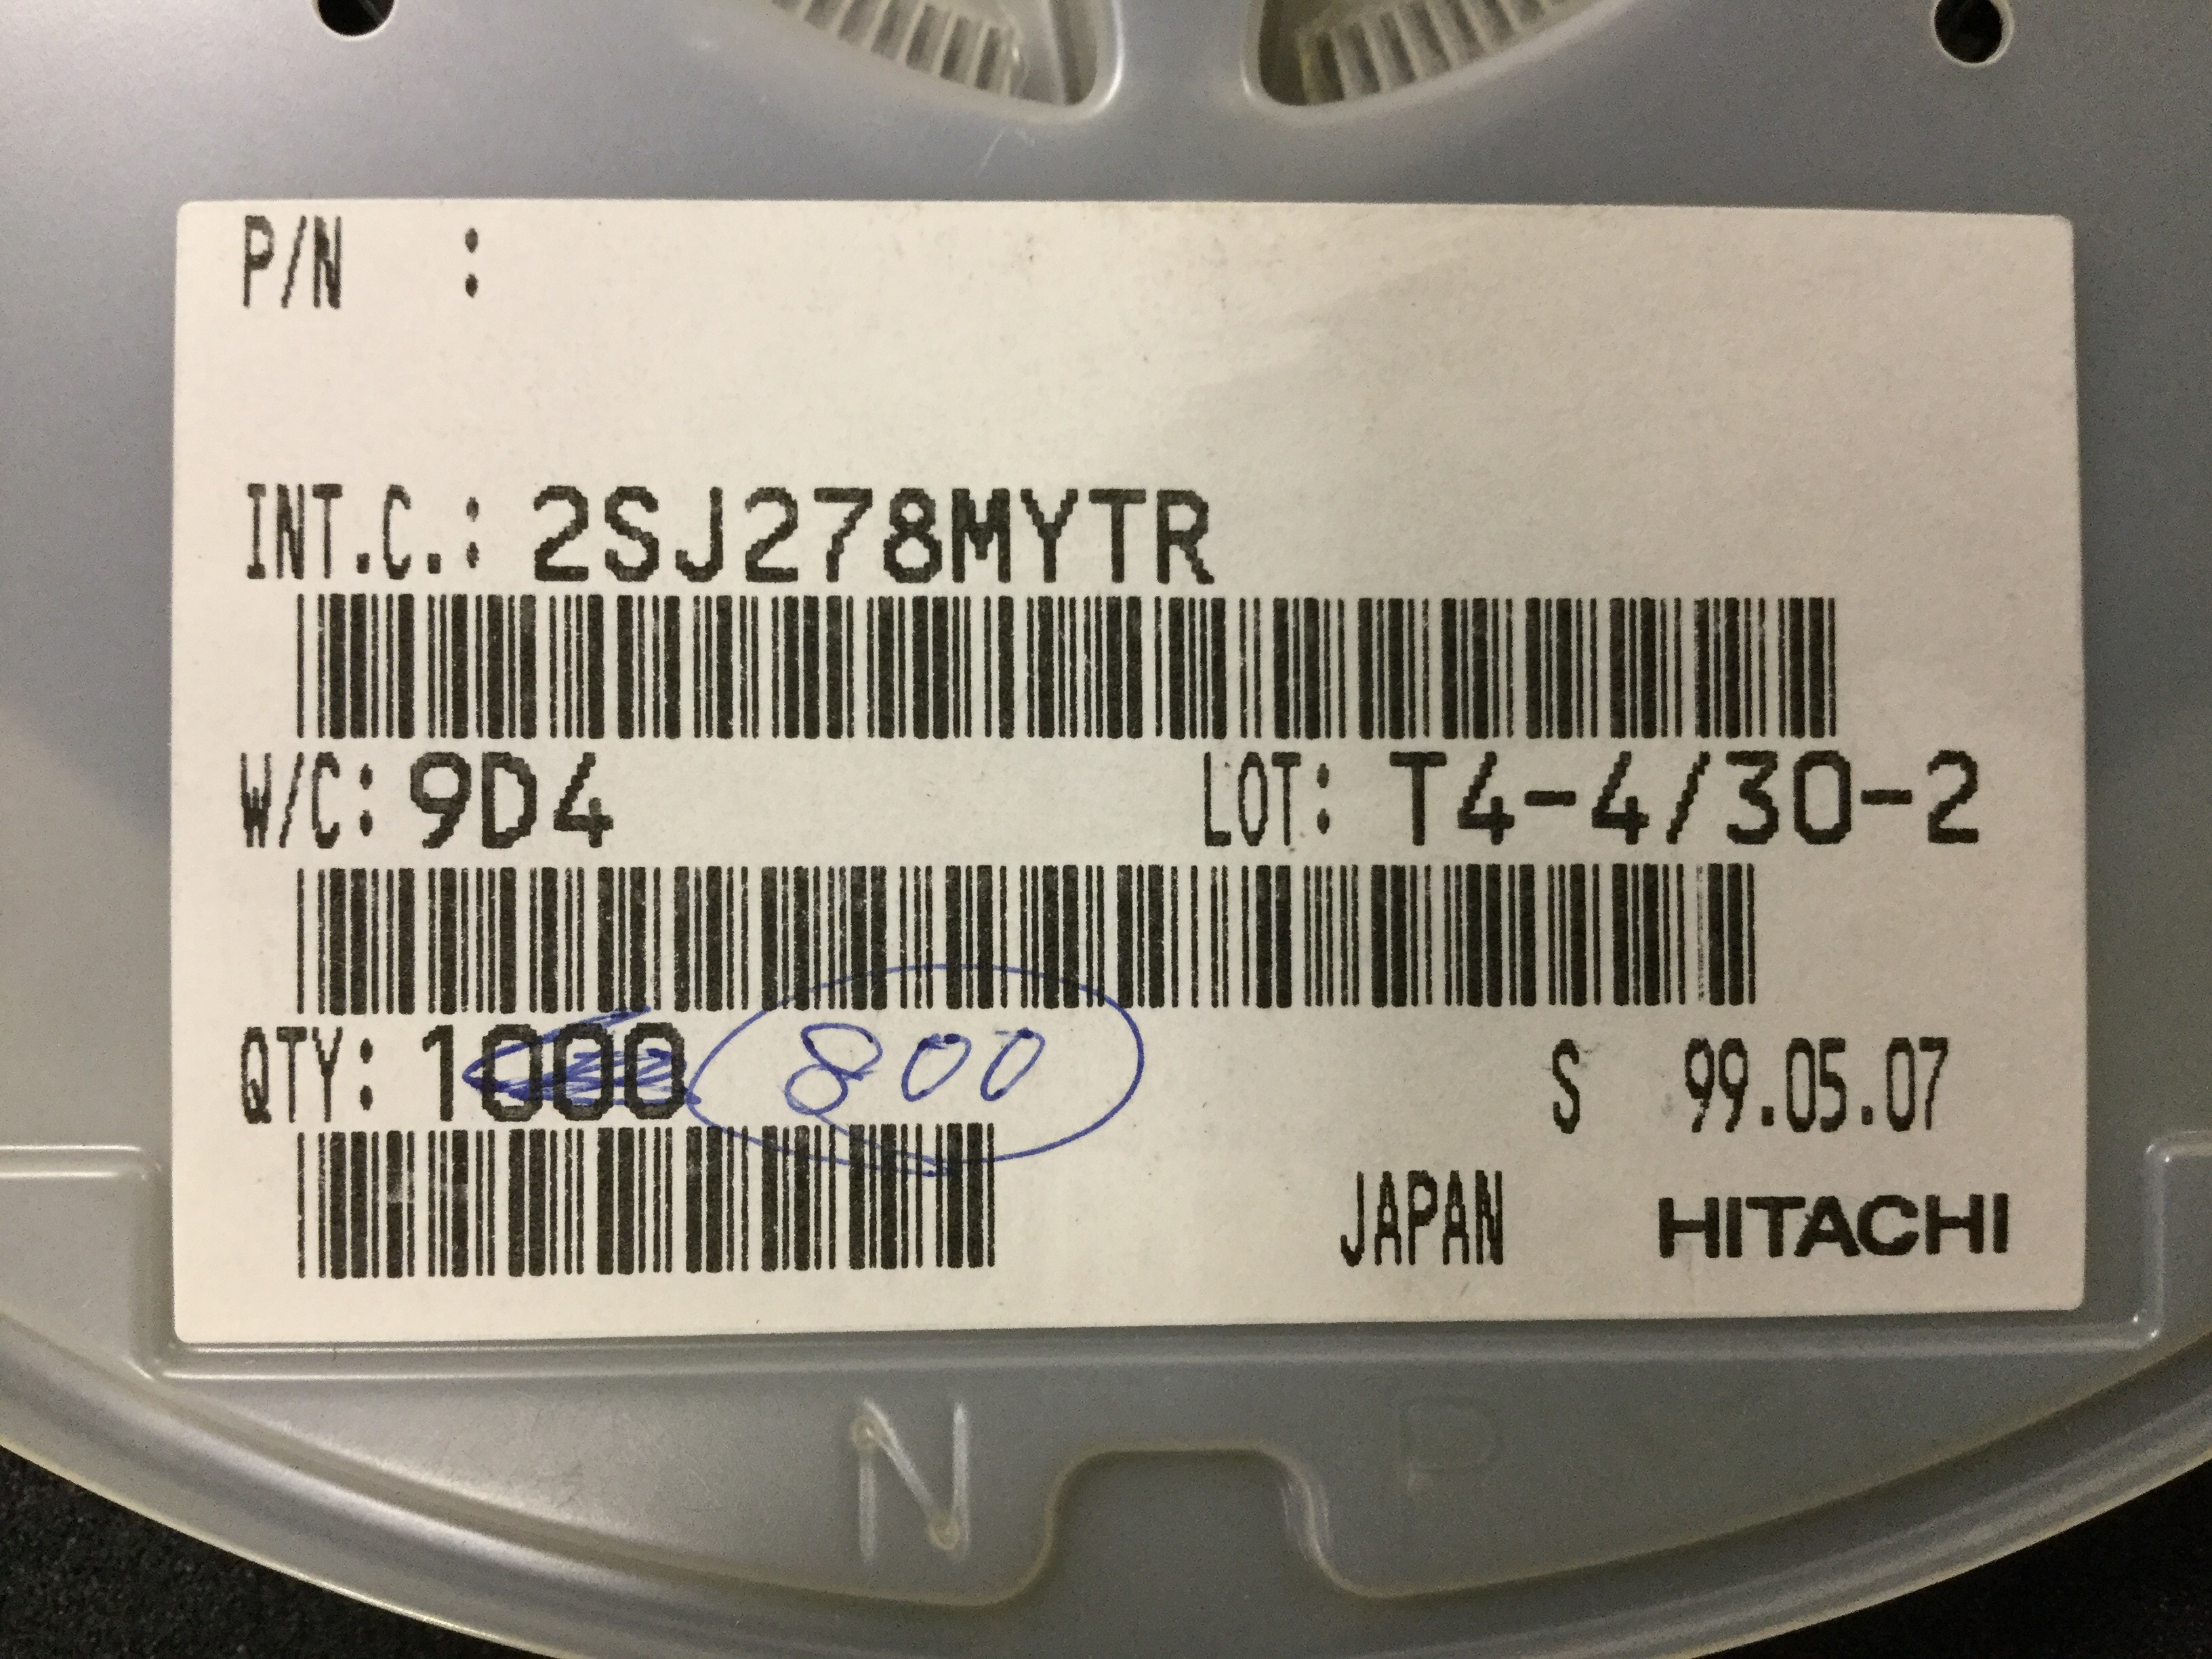 P/N :
INT.C.: 2SJ278MYTR
W/C: 9D4 LOT: T4-4/30-2
QTY: 1000 800
S 99.05.07
JAPAN HITACHI
N P